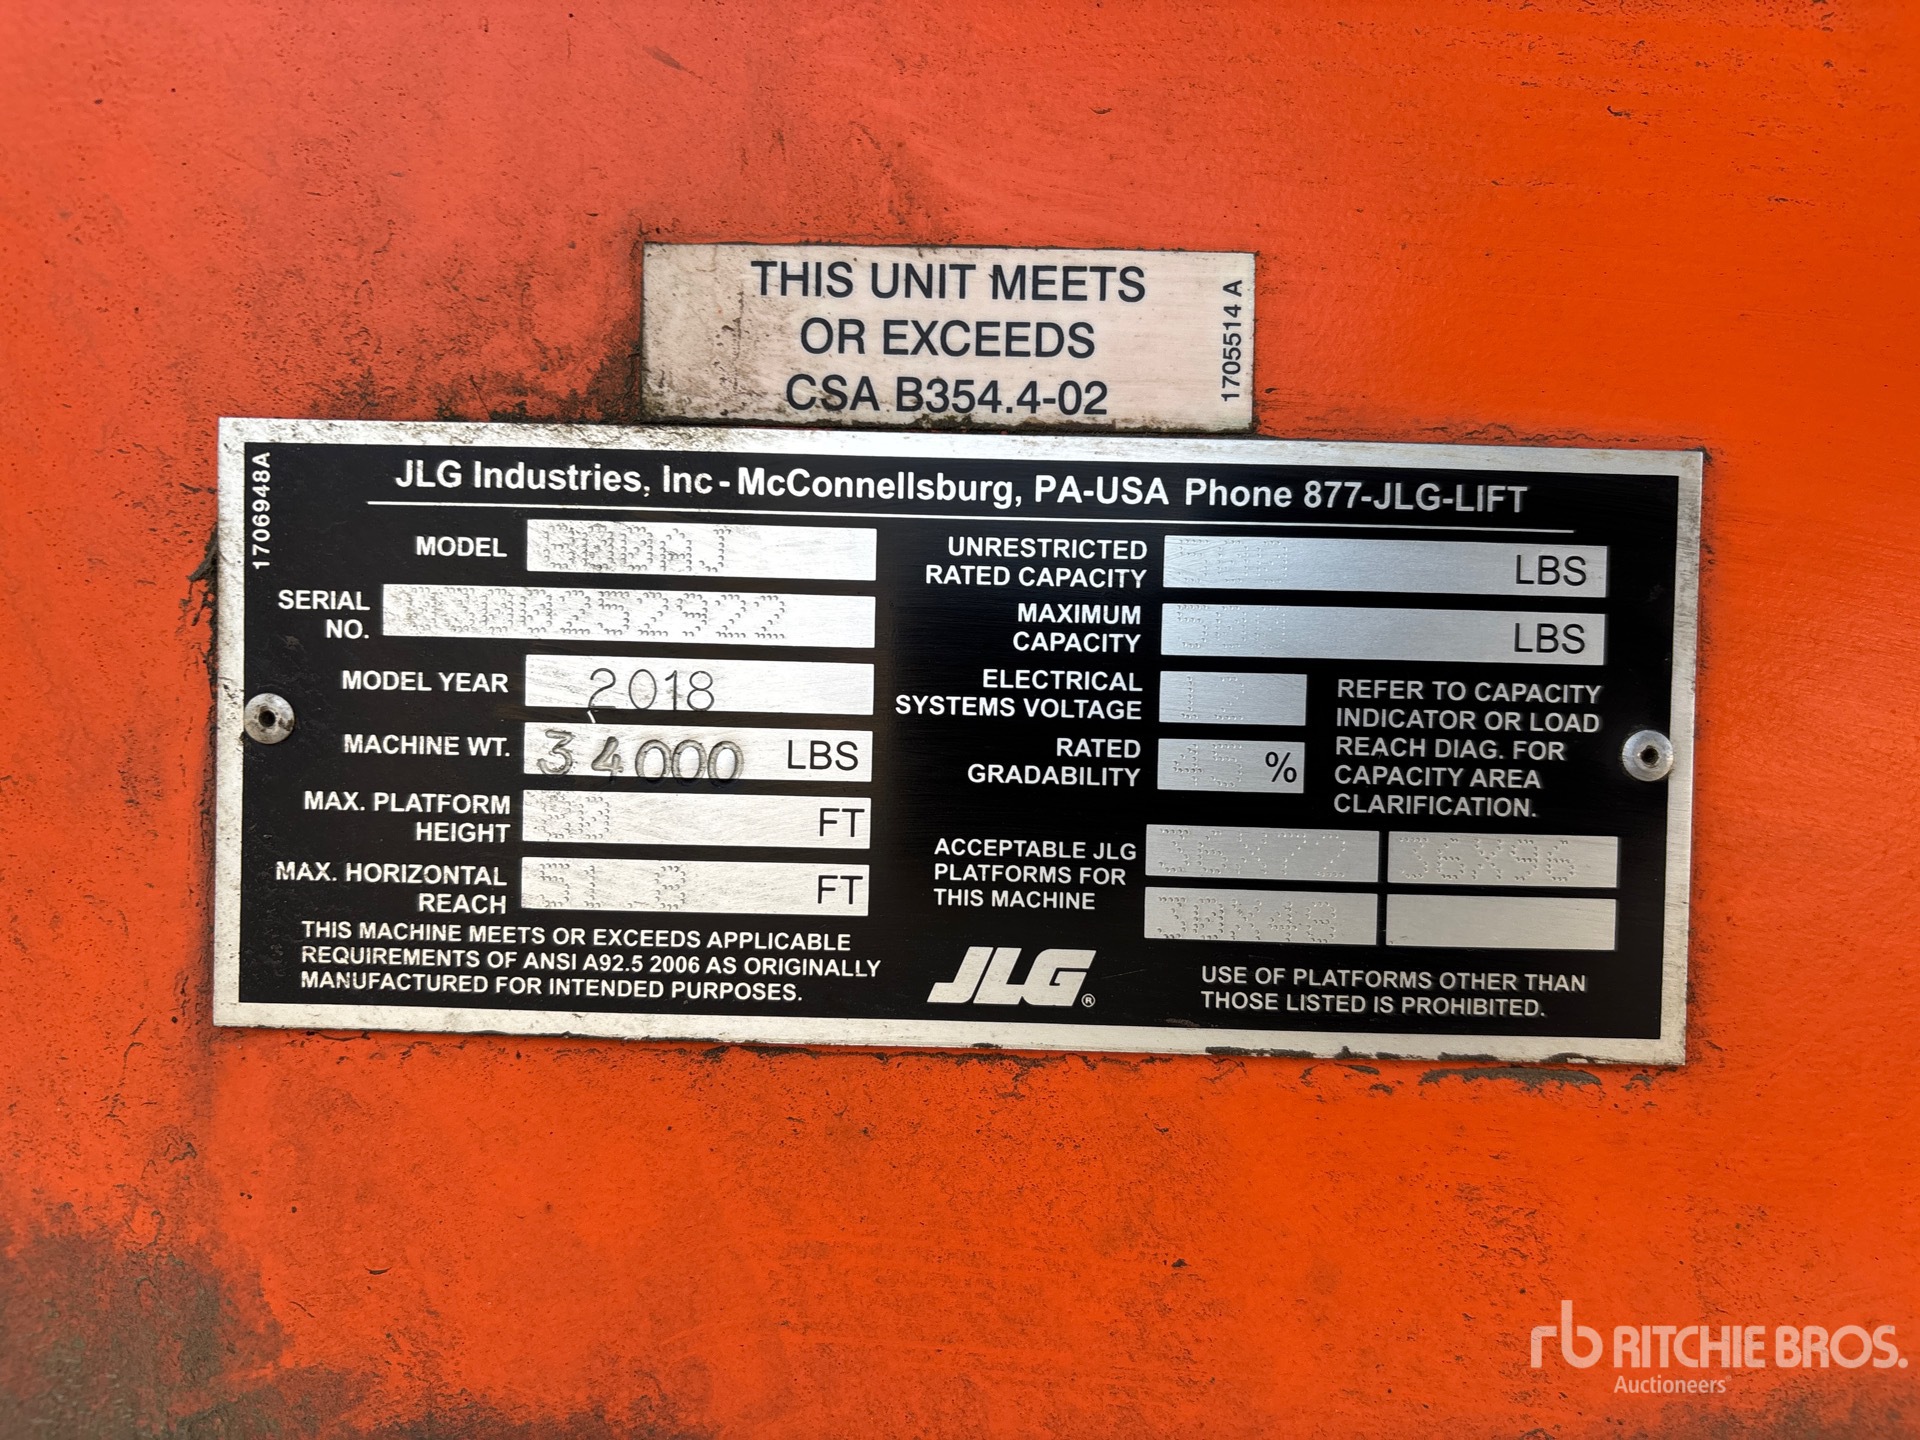 THIS UNIT MEETS
OR EXCEEDS
CSA B354.4-02
1705514 A
1706948A
JLG Industries, Inc - McConnellsburg, PA-USA Phone 877-JLG-LIFT
MODEL
SERIAL
NO.
MODEL YEAR 2018
MACHINE WT. 34000 LBS
MAX. PLATFORM
HEIGHT FT
MAX. HORIZONTAL
REACH FT
THIS MACHINE MEETS OR EXCEEDS APPLICABLE
REQUIREMENTS OF ANSI A92.5 2006 AS ORIGINALLY
MANUFACTURED FOR INTENDED PURPOSES.
UNRESTRICTED
RATED CAPACITY LBS
MAXIMUM
CAPACITY LBS
ELECTRICAL
SYSTEMS VOLTAGE 12
RATED
GRADABILITY 45 %
REFER TO CAPACITY
INDICATOR OR LOAD
REACH DIAG. FOR
CAPACITY AREA
CLARIFICATION.
ACCEPTABLE JLG
PLATFORMS FOR
THIS MACHINE
36X72 36X96
30X48
JLG®
USE OF PLATFORMS OTHER THAN
THOSE LISTED IS PROHIBITED.
rb RITCHIE BROS.
Auctioneers